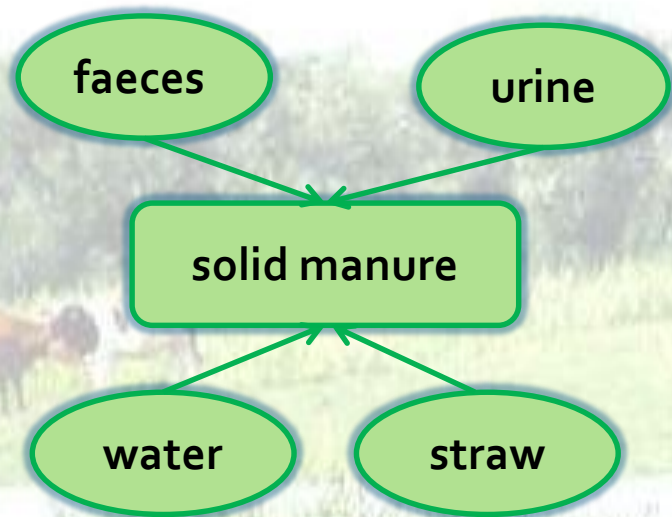 faeces
urine
solid manure
water
straw